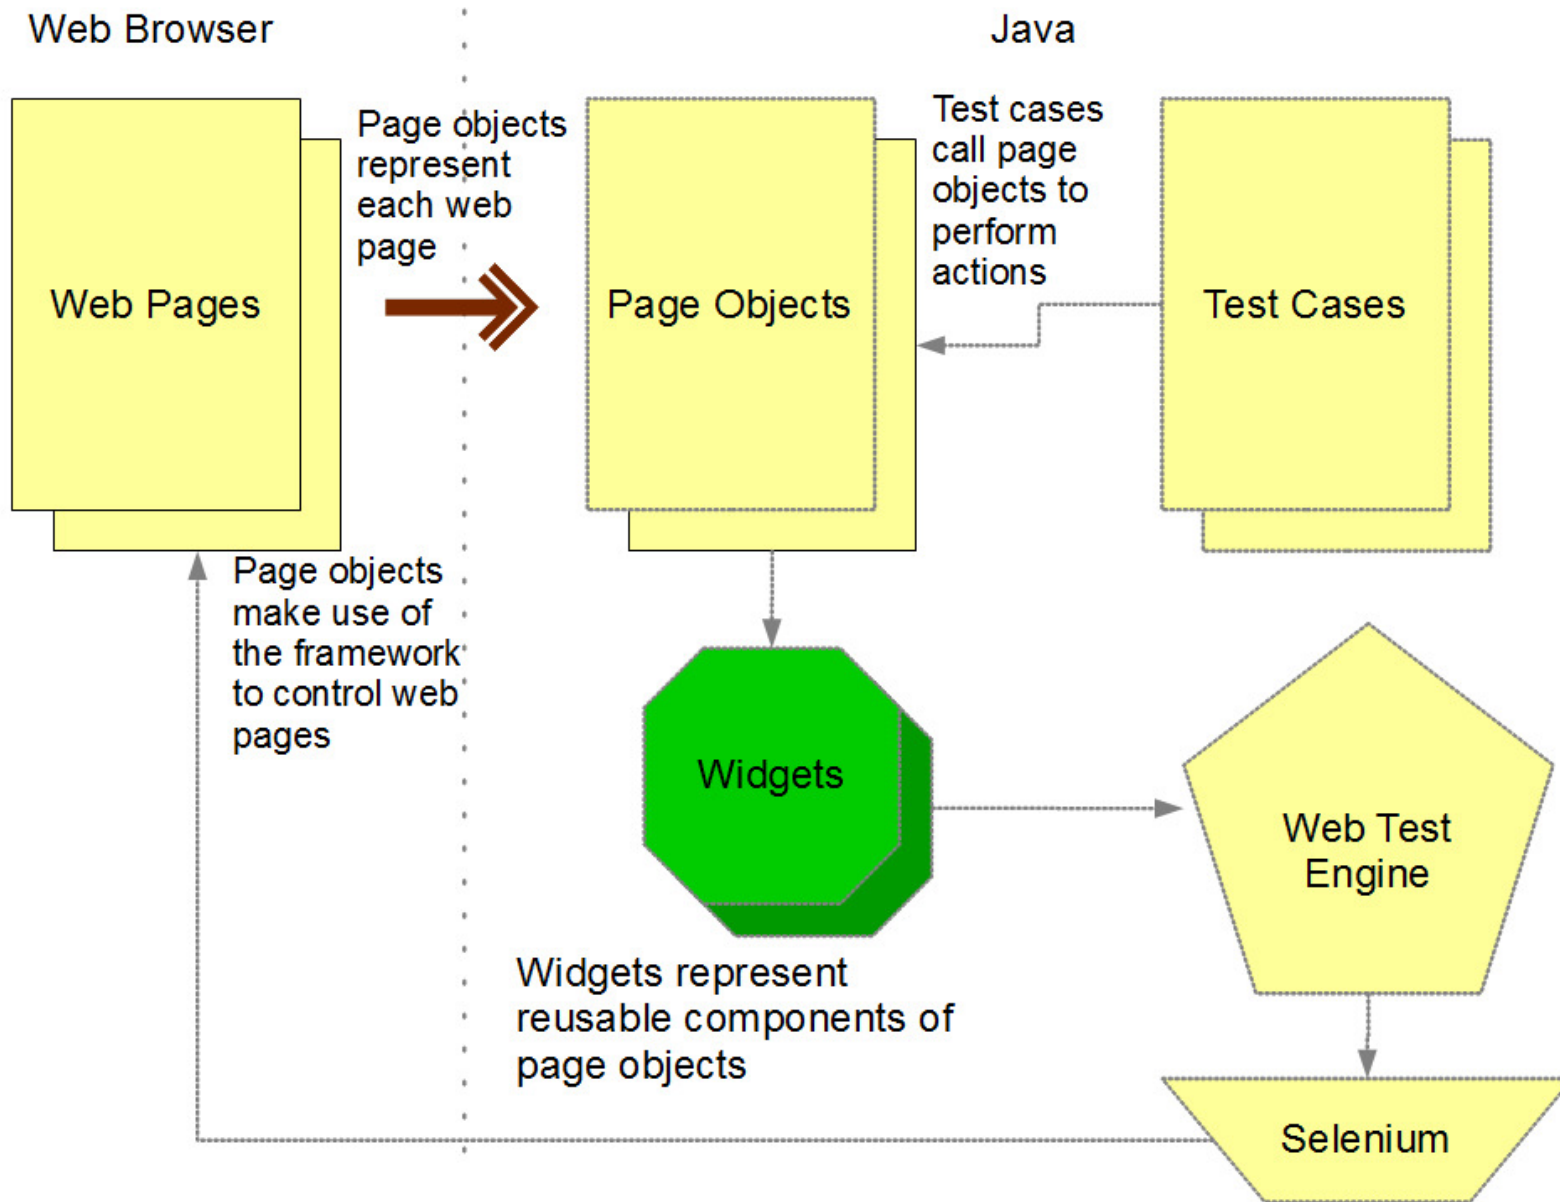 Web Browser
Java
Page objects
represent
each web
page
Test cases
call page
objects to
perform
actions
Web Pages
Page Objects
Test Cases
Page objects
make use of
the framework
to control web
pages
Widgets
Web Test
Engine
Widgets represent
reusable components of
page objects
Selenium